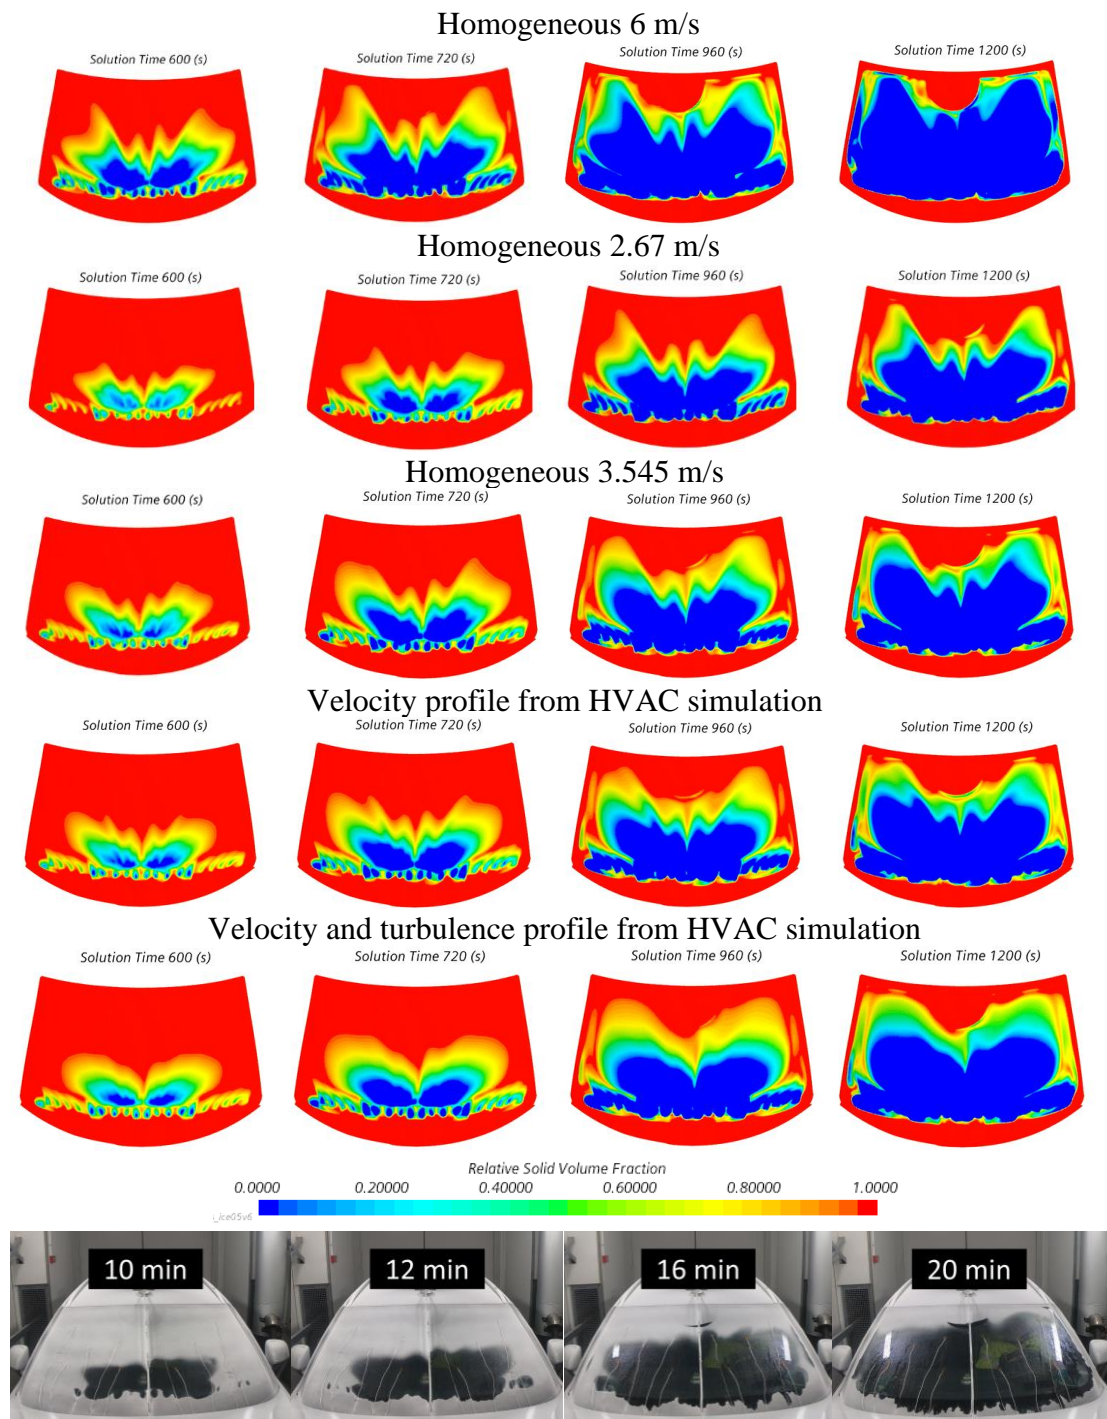 Homogeneous 6 m/s
Solution Time 600 (s) Solution Time 720 (s) Solution Time 960 (s) Solution Time 1200 (s)
Homogeneous 2.67 m/s
Solution Time 600 (s) Solution Time 720 (s) Solution Time 960 (s) Solution Time 1200 (s)
Homogeneous 3.545 m/s
Solution Time 600 (s) Solution Time 720 (s) Solution Time 960 (s) Solution Time 1200 (s)
Velocity profile from HVAC simulation
Solution Time 600 (s) Solution Time 720 (s) Solution Time 960 (s) Solution Time 1200 (s)
Velocity and turbulence profile from HVAC simulation
Solution Time 600 (s) Solution Time 720 (s) Solution Time 960 (s) Solution Time 1200 (s)
Relative Solid Volume Fraction
0.0000 0.20000 0.40000 0.60000 0.80000 1.0000
10 min 12 min 16 min 20 min